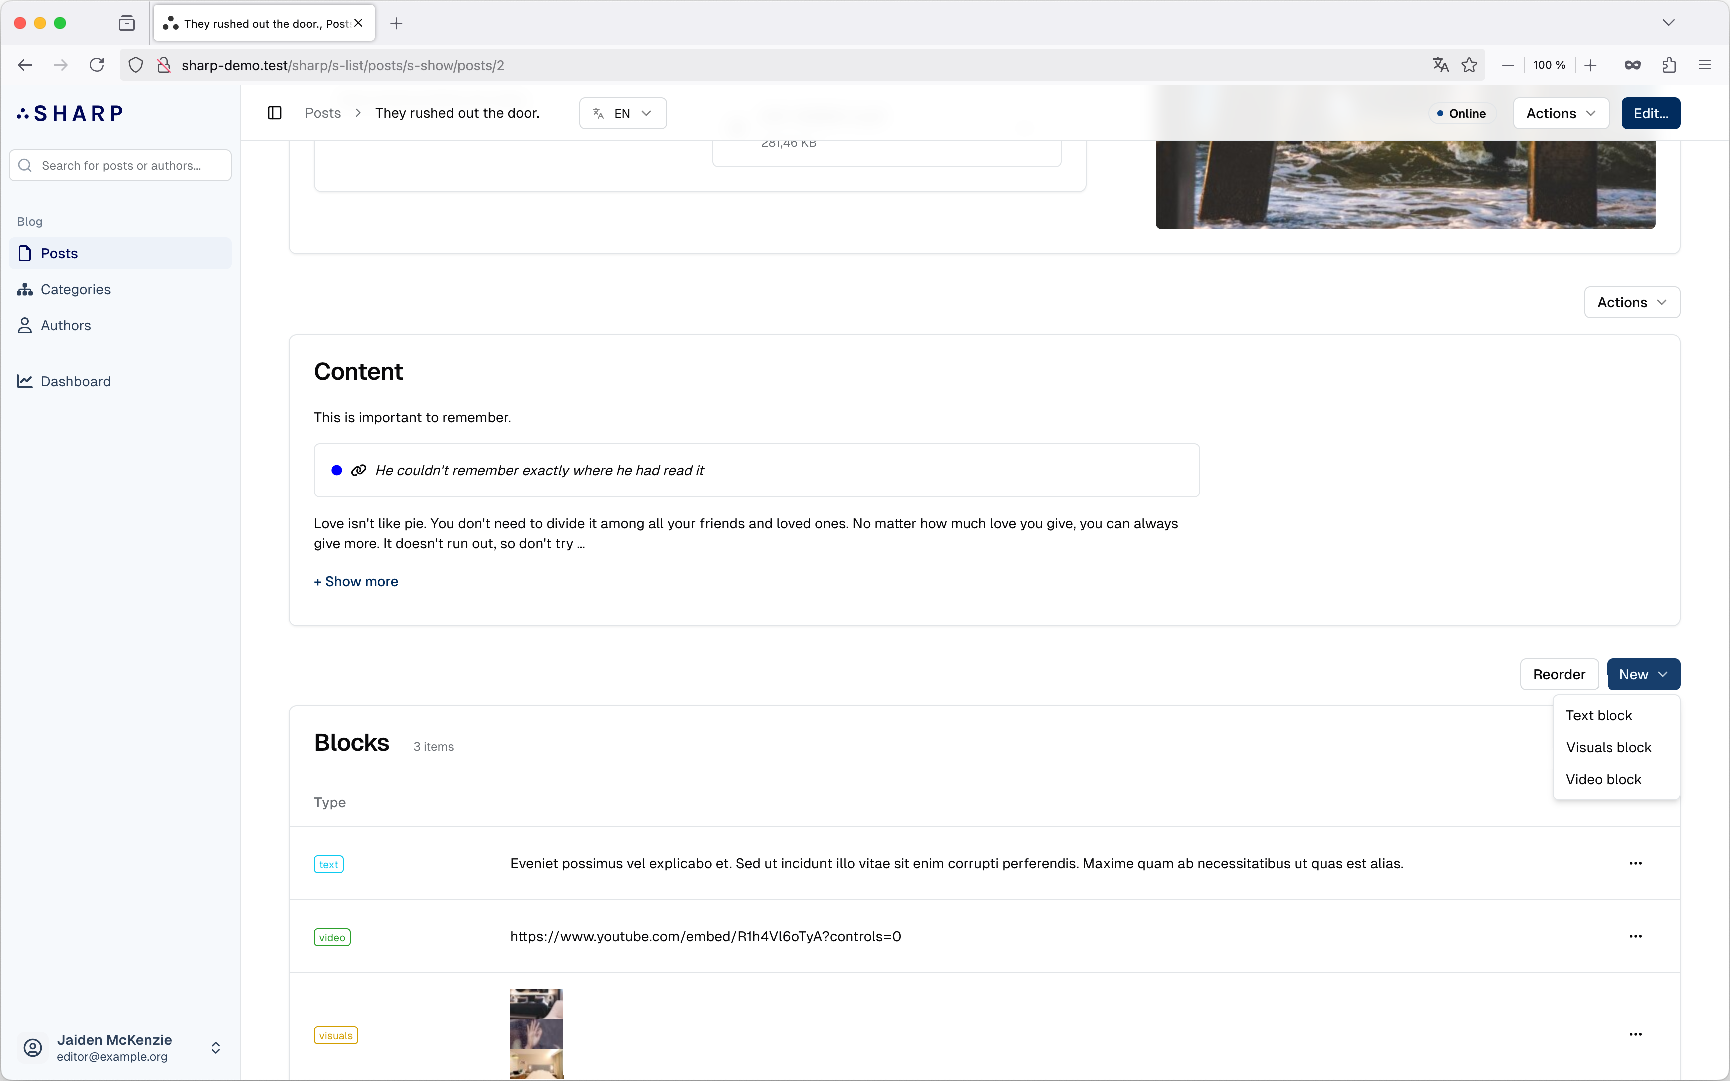 They rushed out the door., Post
sharp-demo.test/sharp/s-list/posts/s-show/posts/2
100 %
SHARP
Search for posts or authors...
Blog
Posts
Categories
Authors
Dashboard
Jaiden McKenzie
editor@example.org
Posts
They rushed out the door.
EN
Online
Actions
Edit...
281,46 KB
Actions
Content
This is important to remember.
He couldn't remember exactly where he had read it
Love isn't like pie. You don't need to divide it among all your friends and loved ones. No matter how much love you give, you can always
give more. It doesn't run out, so don't try ...
+ Show more
Reorder
New
Text block
Visuals block
Video block
Blocks
3 items
Type
text
Eveniet possimus vel explicabo et. Sed ut incidunt illo vitae sit enim corrupti perferendis. Maxime quam ab necessitatibus ut quas est alias.
video
https://www.youtube.com/embed/R1h4Vl6oTyA?controls=0
visuals